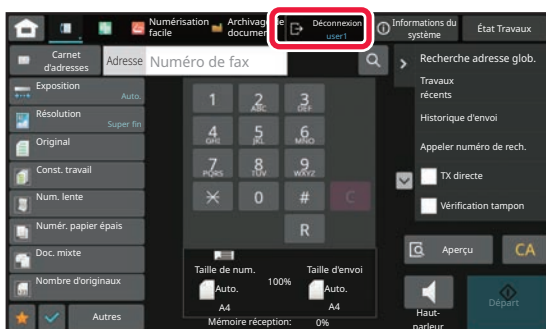 Numérisation facile
Archivage de documents
Déconnexion
user1
Informations du système
État Travaux
Carnet d'adresses
Adresse
Numéro de fax
Recherche adresse glob.
Exposition
Auto.
Résolution
Super fin
Original
Const. travail
Num. lente
Numér. papier épais
Doc. mixte
Nombre d'originaux
Autres
1
2 ABC
3 DEF
4 GHI
5 JKL
6 MNO
7 PQRS
8 TUV
9 WXYZ
0
#
C
R
Taille de num.
100%
Taille d'envoi
Auto.
Auto.
A4
A4
Mémoire réception: 0%
Travaux récents
Historique d'envoi
Appeler numéro de rech.
TX directe
Vérification tampon
Aperçu
CA
Haut-parleur
Départ